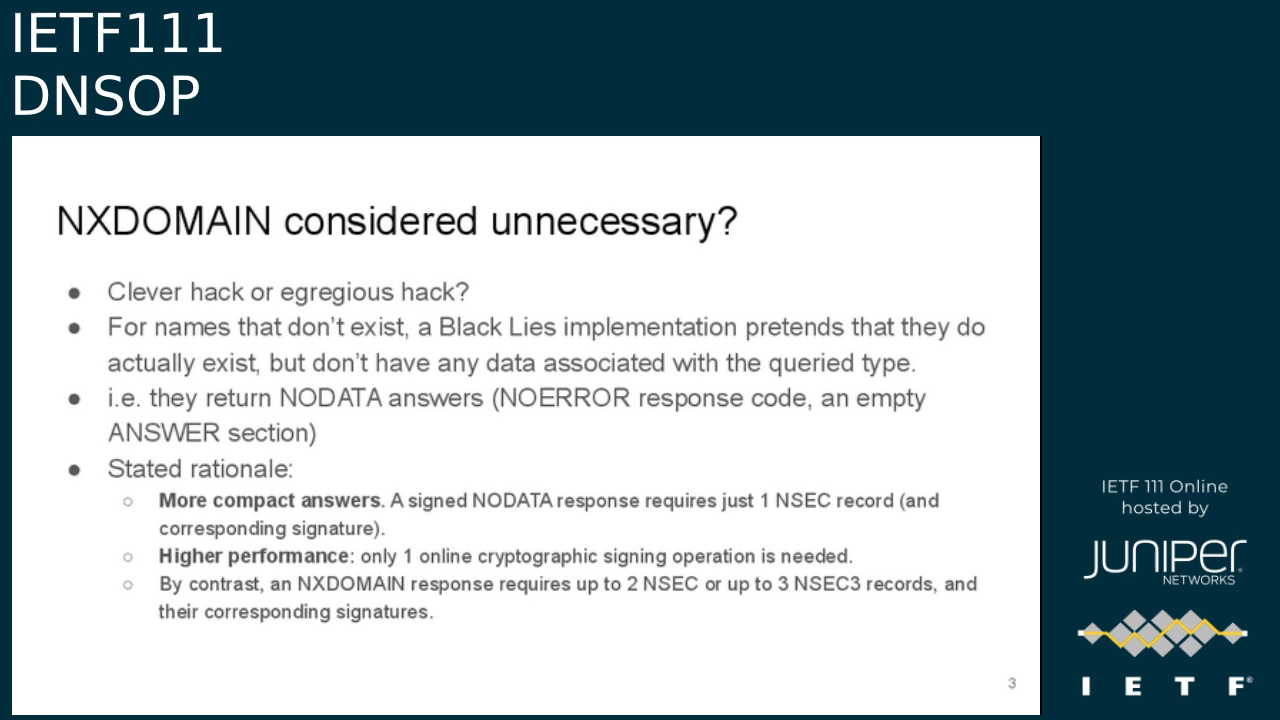 IETF111
DNSOP
NXDOMAIN considered unnecessary?
● Clever hack or egregious hack?
● For names that don’t exist, a Black Lies implementation pretends that they do
actually exist, but don’t have any data associated with the queried type.
● i.e. they return NODATA answers (NOERROR response code, an empty
ANSWER section)
● Stated rationale:
○ More compact answers. A signed NODATA response requires just 1 NSEC record (and
corresponding signature).
○ Higher performance: only 1 online cryptographic signing operation is needed.
○ By contrast, an NXDOMAIN response requires up to 2 NSEC or up to 3 NSEC3 records, and
their corresponding signatures.
3
IETF 111 Online
hosted by
JUNIPER
NETWORKS
I E T F®